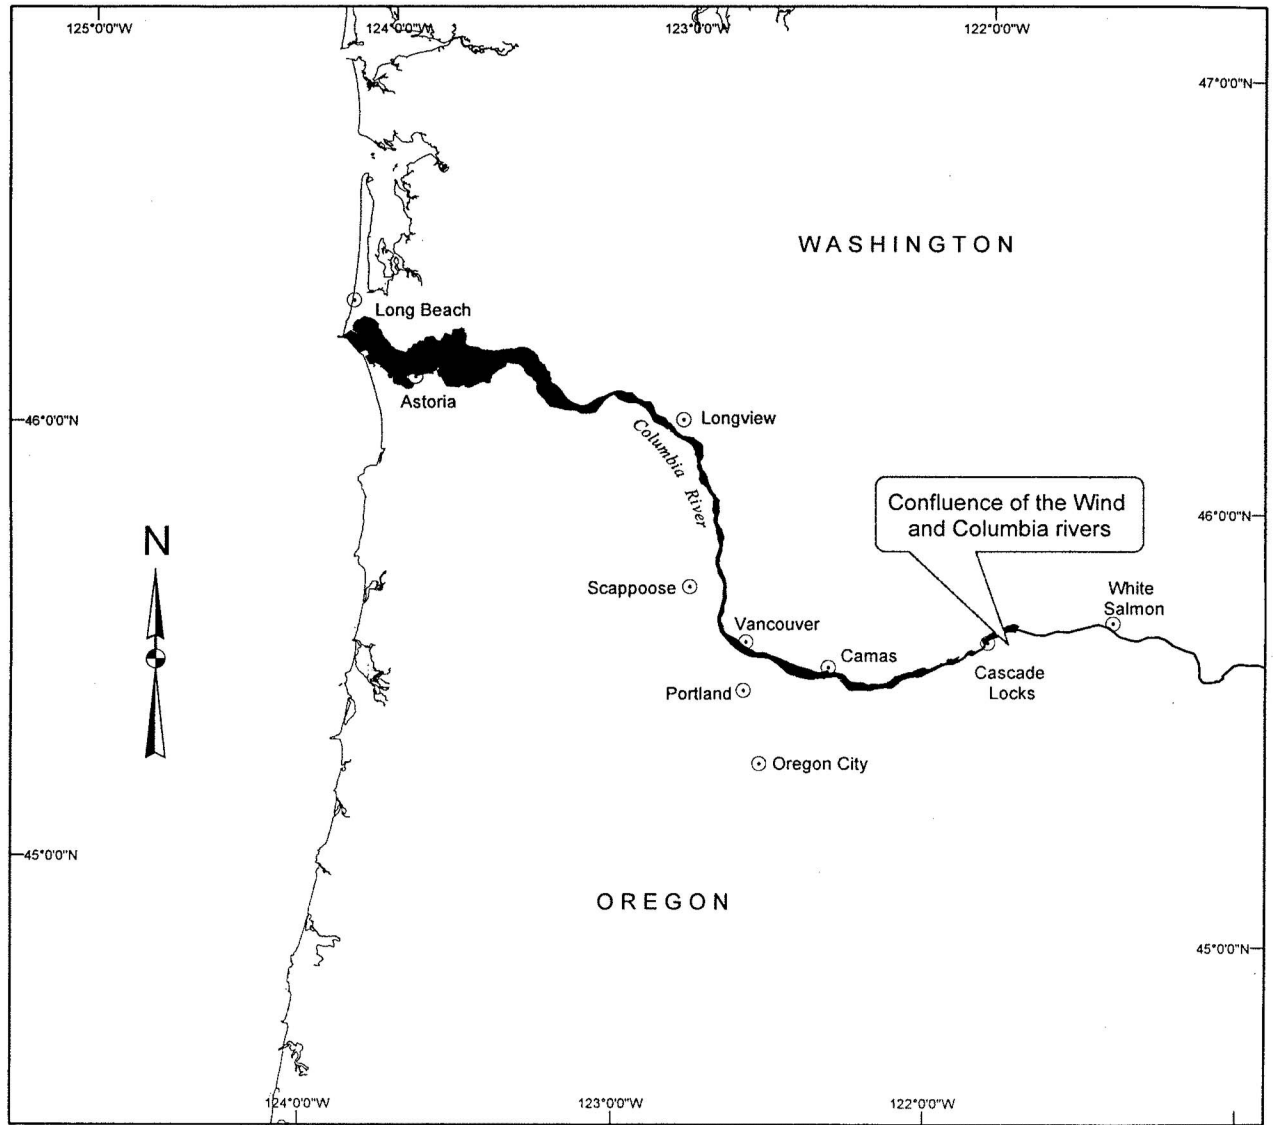 125°0'0"W
124°0'0"W
123°0'0"W
122°0'0"W
47°0'0"N
WASHINGTON
Long Beach
Astoria
46°0'0"N
Longview
Columbia River
Confluence of the Wind
and Columbia rivers
46°0'0"N
N
Scappoose
Vancouver
White
Salmon
Camas
Cascade
Locks
Portland
Oregon City
45°0'0"N
OREGON
45°0'0"N
124°0'0"W
123°0'0"W
122°0'0"W